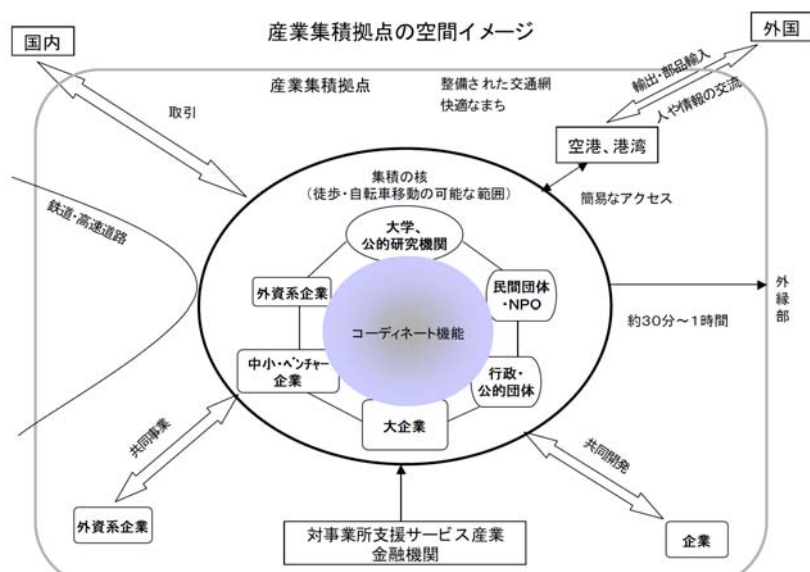 産業集積拠点の空間イメージ
国内
外国
産業集積拠点
整備された交通網
快適なまち
輸出・部品輸入
人や情報の交流
取引
空港、港湾
集積の核
（徒歩・自転車移動の可能な範囲）
簡易なアクセス
鉄道・高速道路
大学、
公的研究機関
外資系企業
民間団体
・NPO
コーディネート機能
外縁部
約３０分～１時間
中小・ベンチャー
企業
行政・
公的団体
大企業
共同事業
共同開発
外資系企業
対事業所支援サービス産業
金融機関
企業